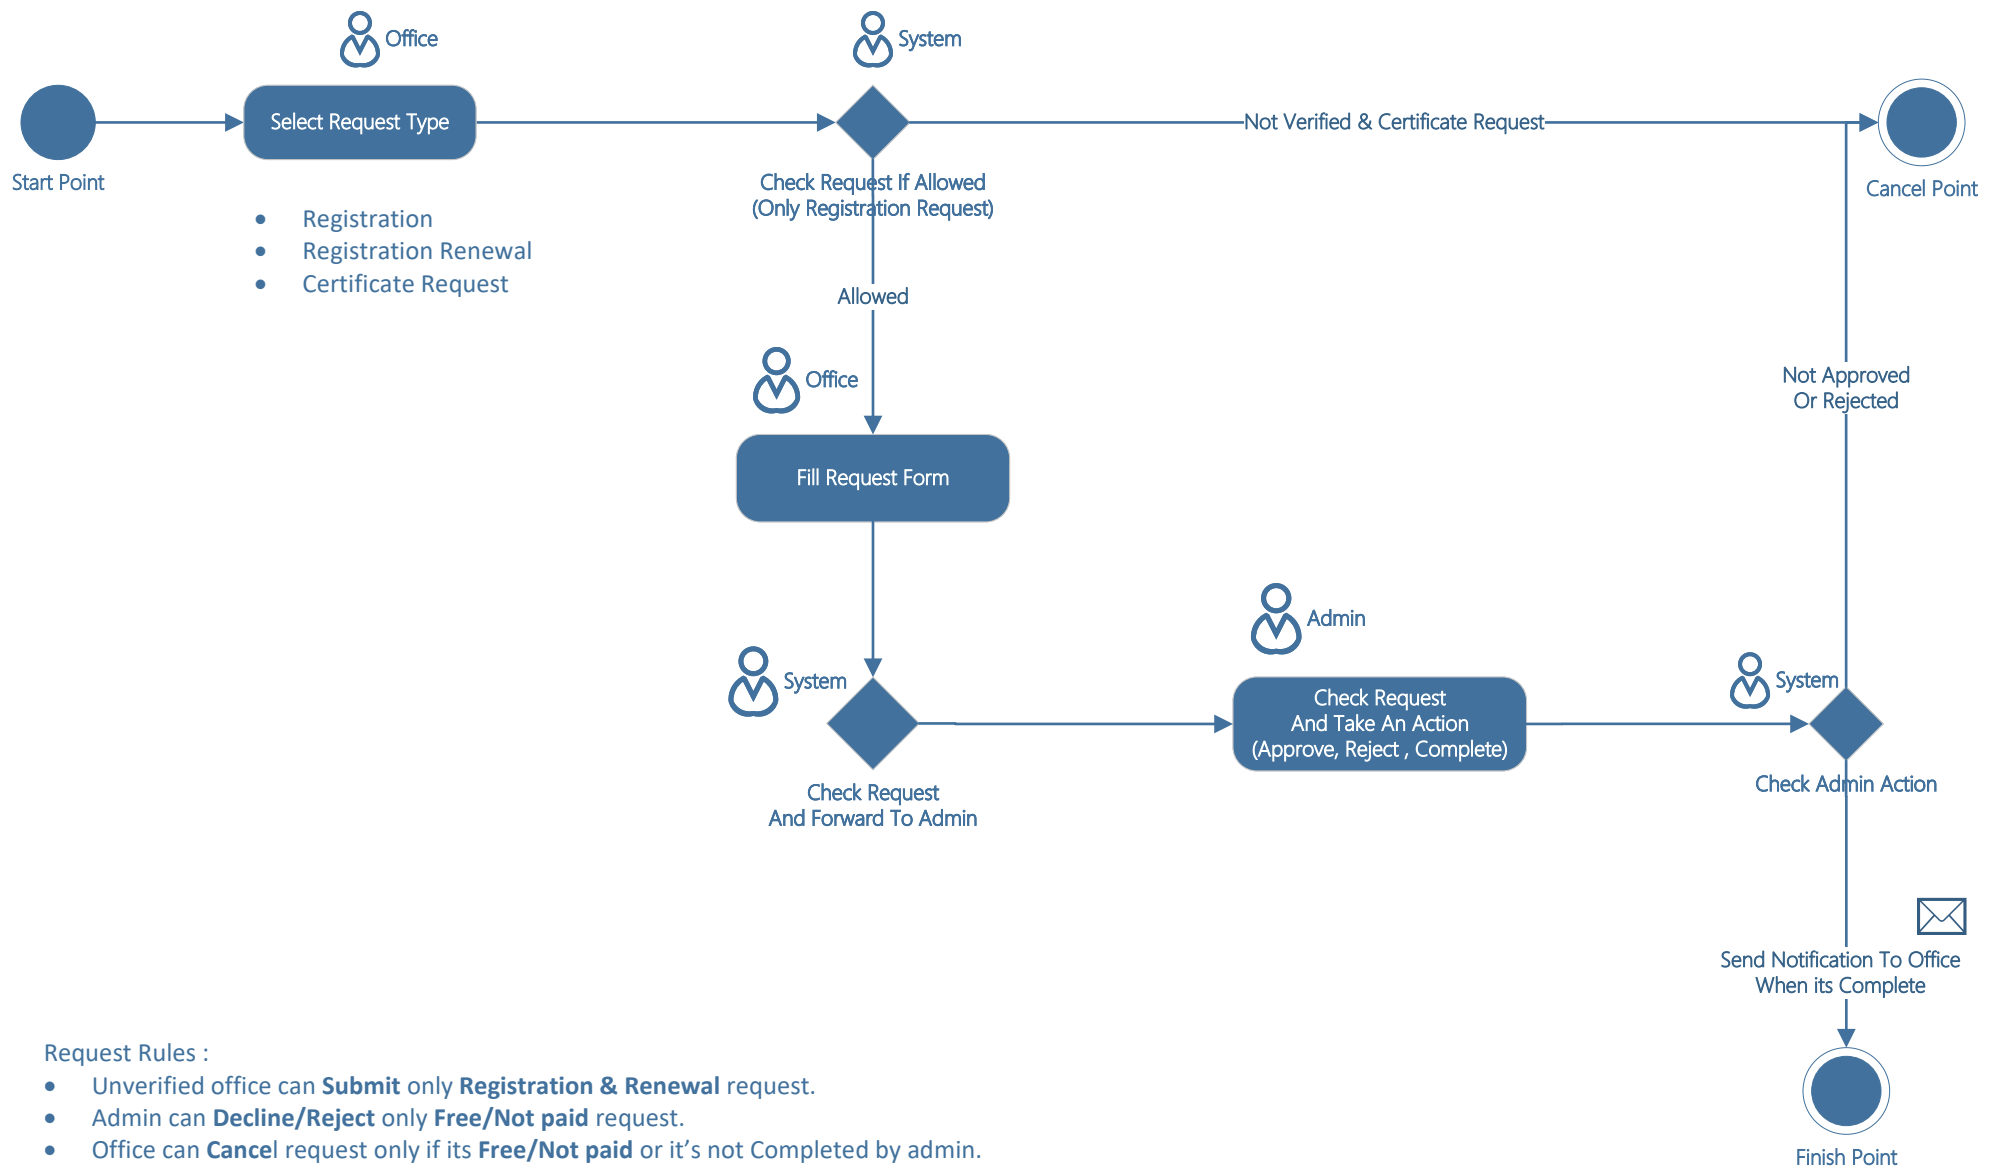 Office
System
Select Request Type
Not Verified & Certificate Request
Start Point
Check Request If Allowed
(Only Registration Request)
Cancel Point
• Registration
• Registration Renewal
• Certificate Request
Allowed
Office
Not Approved
Or Rejected
Fill Request Form
Admin
System
System
Check Request
And Take An Action
(Approve, Reject , Complete)
Check Request
And Forward To Admin
Check Admin Action
Send Notification To Office
When its Complete
Request Rules :
• Unverified office can Submit only Registration & Renewal request.
• Admin can Decline/Reject only Free/Not paid request.
• Office can Cancel request only if its Free/Not paid or it’s not Completed by admin.
Finish Point